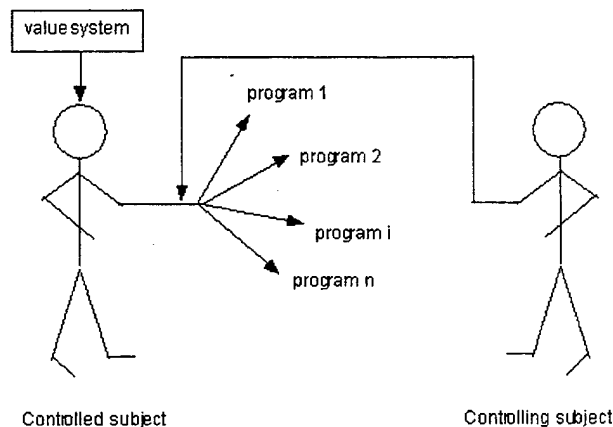 value system
program 1
program 2
program i
program n
Controlled subject
Controlling subject